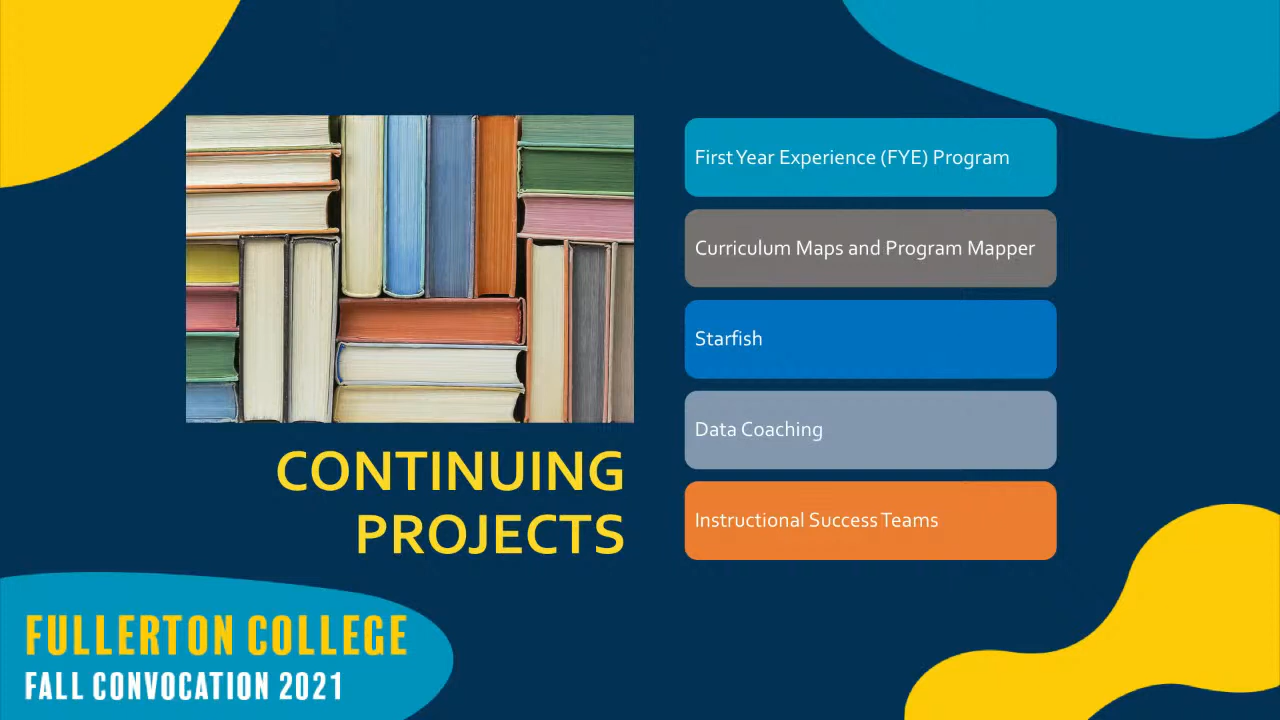 First Year Experience (FYE) Program
Curriculum Maps and Program Mapper
Starfish
Data Coaching
Instructional Success Teams
CONTINUING
PROJECTS
FULLERTON COLLEGE
FALL CONVOCATION 2021